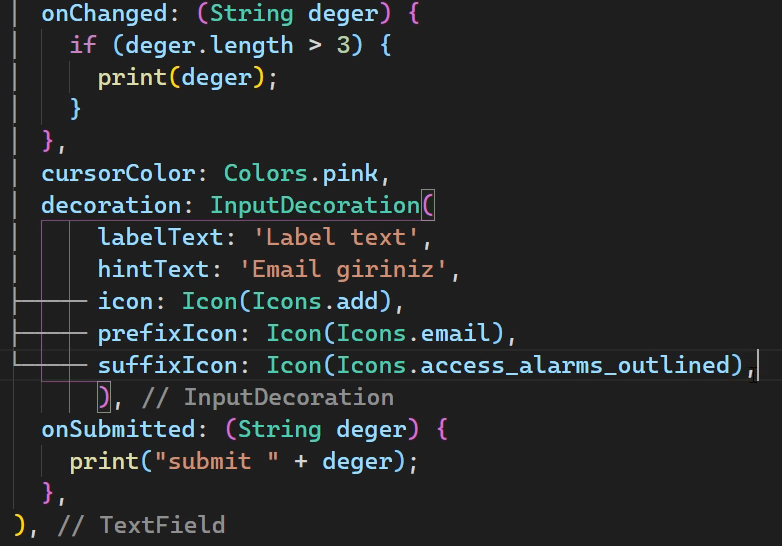 onChanged: (String deger) {
if (deger.length > 3) {
print(deger);
}
},
cursorColor: Colors.pink,
decoration: InputDecoration(
labelText: 'Label text',
hintText: 'Email giriniz',
icon: Icon(Icons.add),
prefixIcon: Icon(Icons.email),
suffixIcon: Icon(Icons.access_alarms_outlined),
), // InputDecoration
onSubmitted: (String deger) {
print("submit " + deger);
},
), // TextField